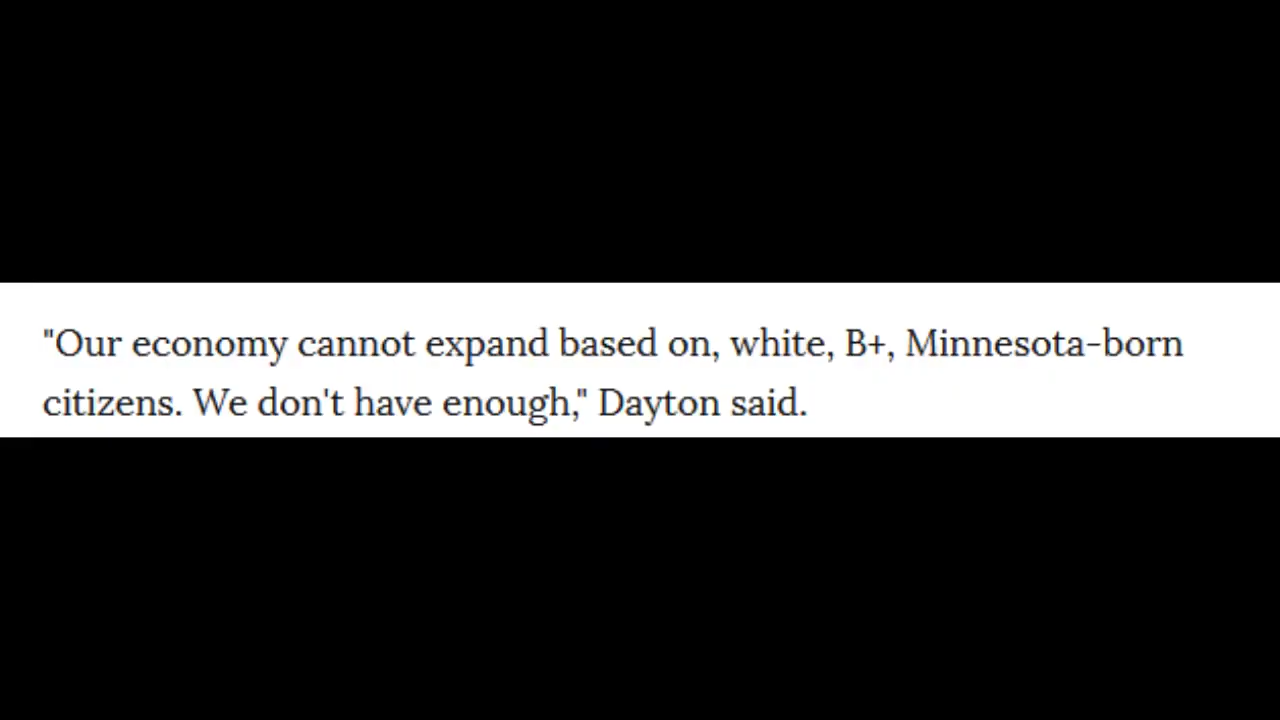 "Our economy cannot expand based on, white, B+, Minnesota-born
citizens. We don't have enough," Dayton said.